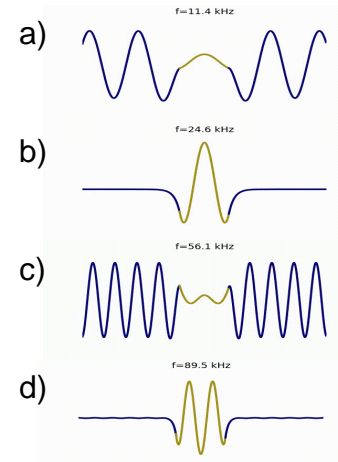 f=11.4 kHz
a)
f=24.6 kHz
b)
f=56.1 kHz
c)
f=89.5 kHz
d)